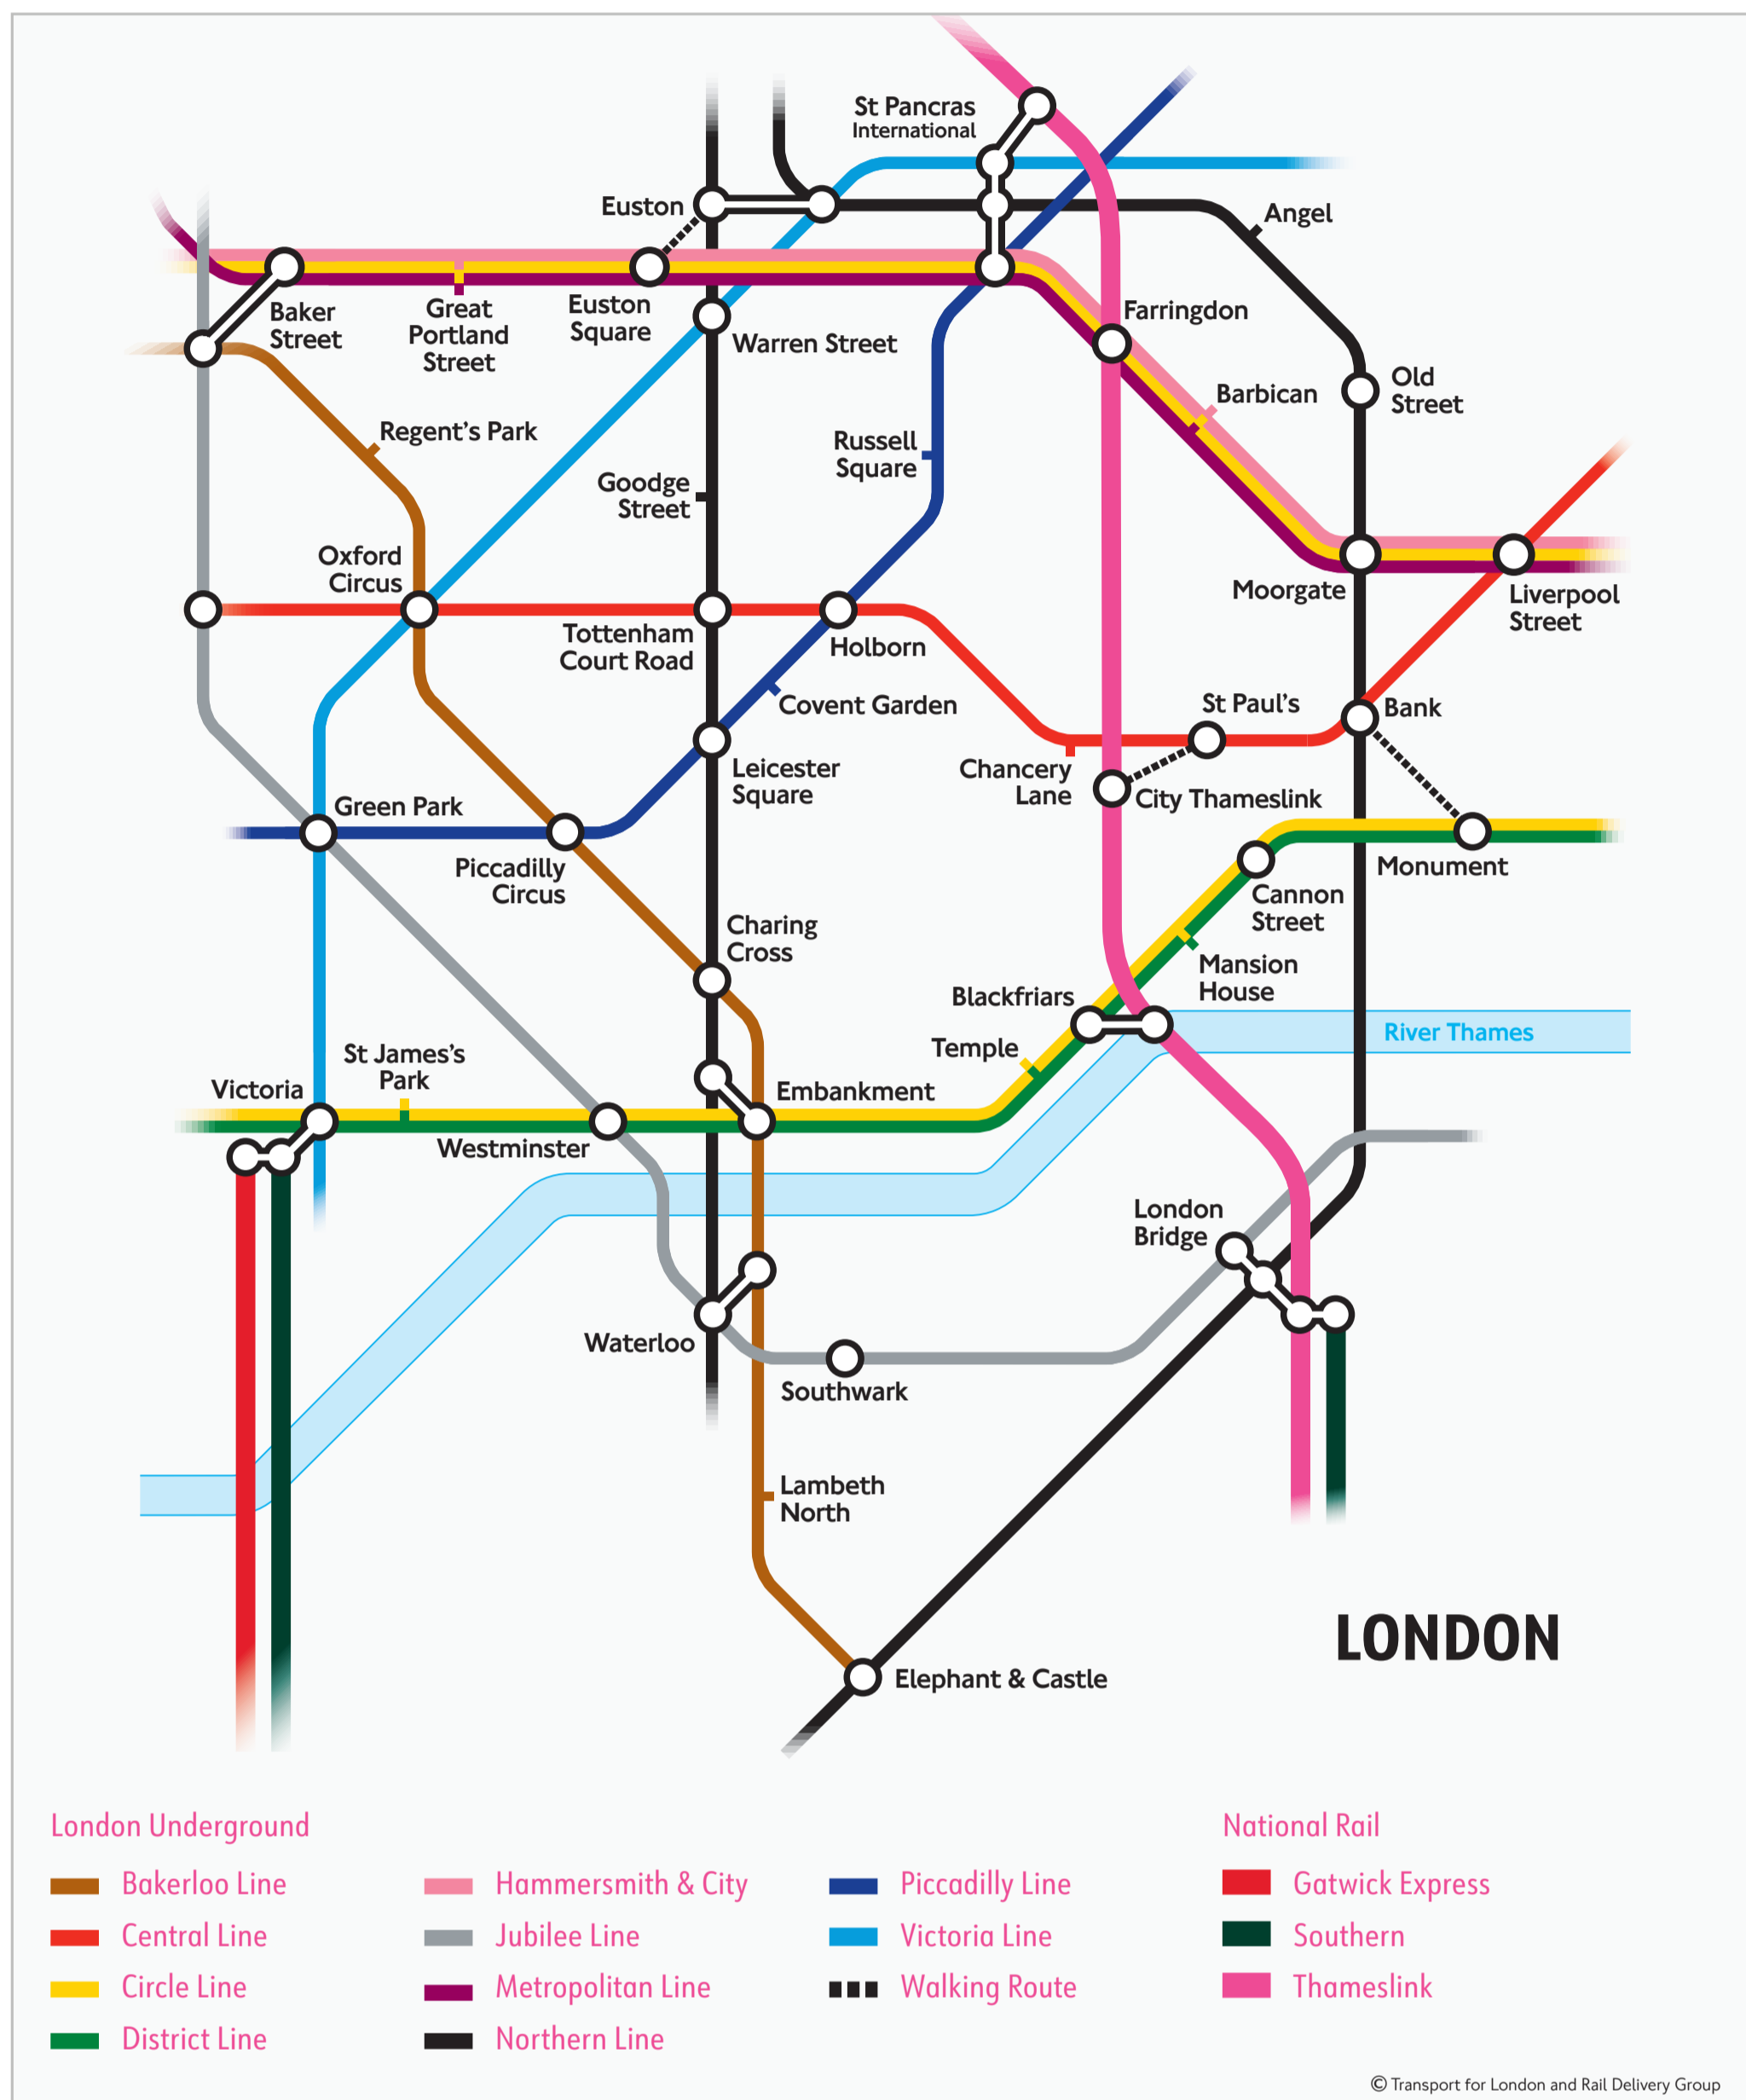 St Pancras
International
Euston
Angel
Baker
Street
Great
Portland
Street
Euston
Square
Warren Street
Farringdon
Old
Street
Barbican
Regent's Park
Russell
Square
Goodge
Street
Oxford
Circus
Moorgate
Liverpool
Street
Tottenham
Court Road
Holborn
Covent Garden
St Paul's
Bank
Leicester
Square
Chancery
Lane
City Thameslink
Green Park
Piccadilly
Circus
Monument
Cannon
Street
Charing
Cross
Mansion
House
Blackfriars
River Thames
Temple
St James's
Park
Victoria
Embankment
Westminster
London
Bridge
Waterloo
Southwark
Lambeth
North
LONDON
Elephant & Castle
London Underground
Bakerloo Line
Central Line
Circle Line
District Line
Hammersmith & City
Jubilee Line
Metropolitan Line
Northern Line
Piccadilly Line
Victoria Line
Walking Route
National Rail
Gatwick Express
Southern
Thameslink
© Transport for London and Rail Delivery Group